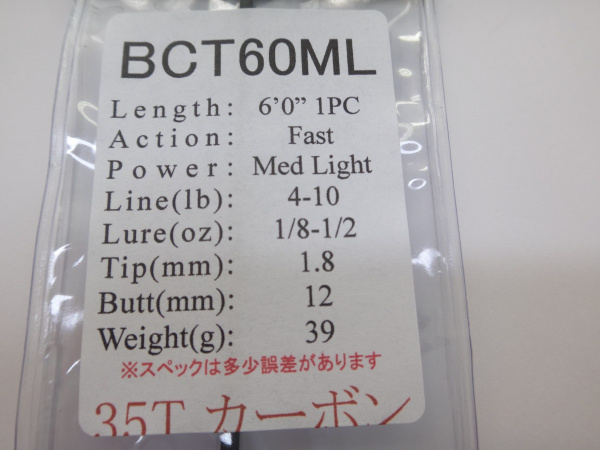 BCT60ML
Length: 6'0” 1PC
Action: Fast
Power: Med Light
Line(lb): 4-10
Lure(oz): 1/8-1/2
Tip(mm): 1.8
Butt(mm): 12
Weight(g): 39
※スペックは多少誤差があります
35T カーボン